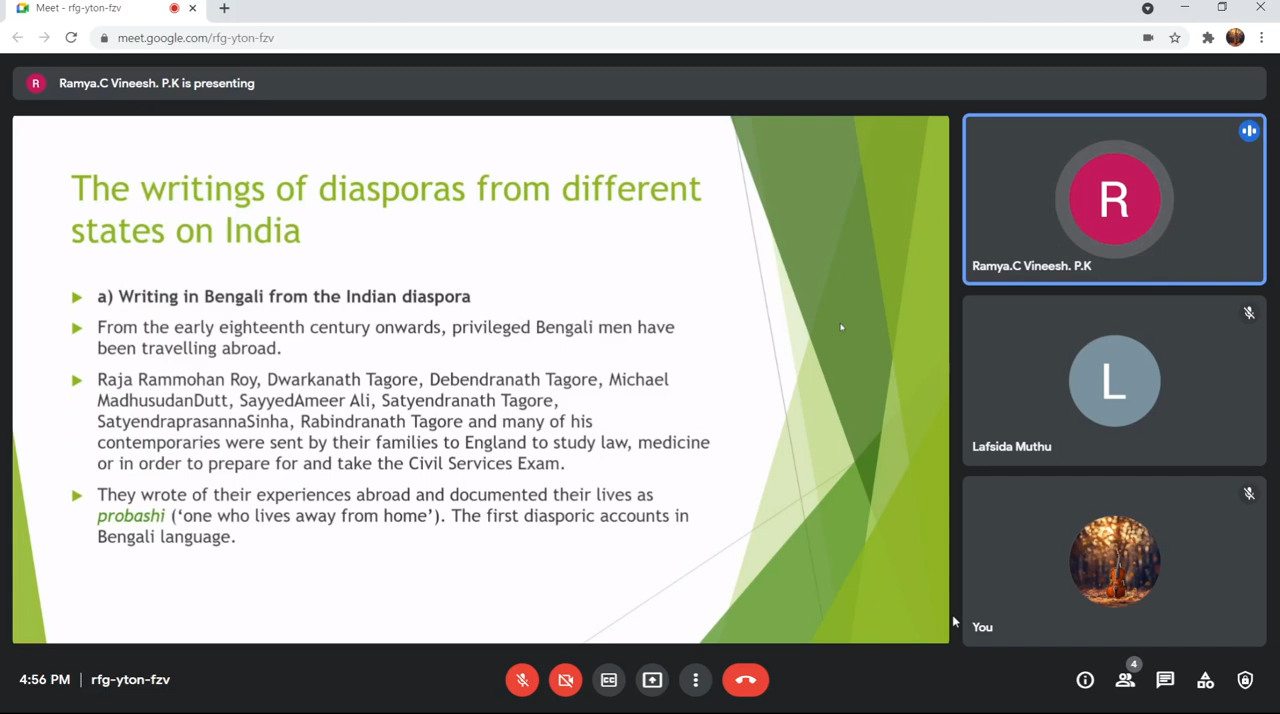 Meet - rfg-yton-fzv
meet.google.com/rfg-yton-fzv
R
Ramya.C Vineesh. P.K is presenting
The writings of diasporas from different
states on India
a) Writing in Bengali from the Indian diaspora
From the early eighteenth century onwards, privileged Bengali men have
been travelling abroad.
Raja Rammohan Roy, Dwarkanath Tagore, Debendranath Tagore, Michael
MadhusudanDutt, SayyedAmeer Ali, Satyendranath Tagore,
SatyendraprasannaSinha, Rabindranath Tagore and many of his
contemporaries were sent by their families to England to study law, medicine
or in order to prepare for and take the Civil Services Exam.
They wrote of their experiences abroad and documented their lives as
probashi (‘one who lives away from home’). The first diasporic accounts in
Bengali language.
R
Ramya.C Vineesh. P.K
L
Lafsida Muthu
You
4:56 PM | rfg-yton-fzv
CC
4